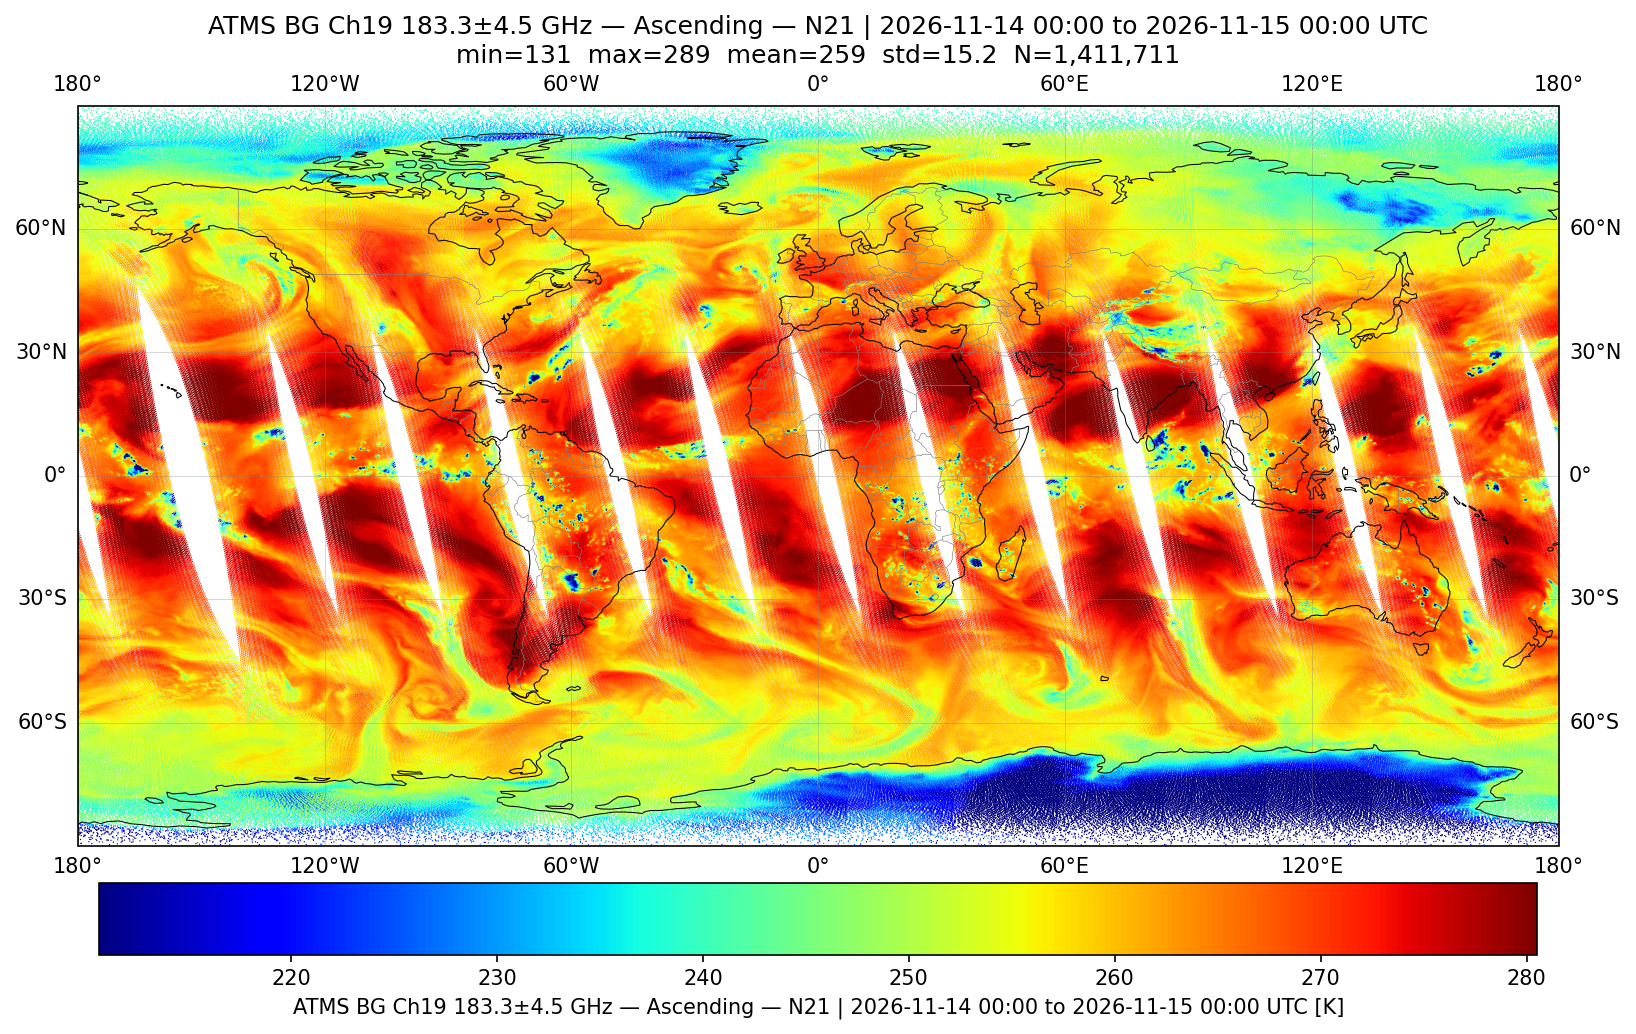 ATMS BG Ch19 183.3±4.5 GHz — Ascending — N21 | 2026-11-14 00:00 to 2026-11-15 00:00 UTC
min=131  max=289  mean=259  std=15.2  N=1,411,711
180° 120°W 60°W 0° 60°E 120°E 180°
60°N 60°N
30°N 30°N
0° 0°
30°S 30°S
60°S 60°S
180° 120°W 60°W 0° 60°E 120°E 180°
220 230 240 250 260 270 280
ATMS BG Ch19 183.3±4.5 GHz — Ascending — N21 | 2026-11-14 00:00 to 2026-11-15 00:00 UTC [K]